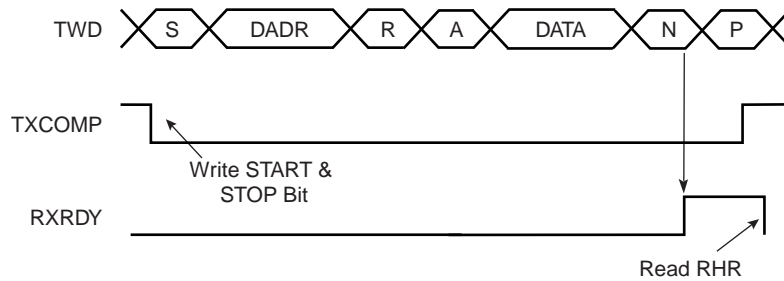 TWD S DADR R A DATA N P
TXCOMP
Write START &
STOP Bit
RXRDY
Read RHR